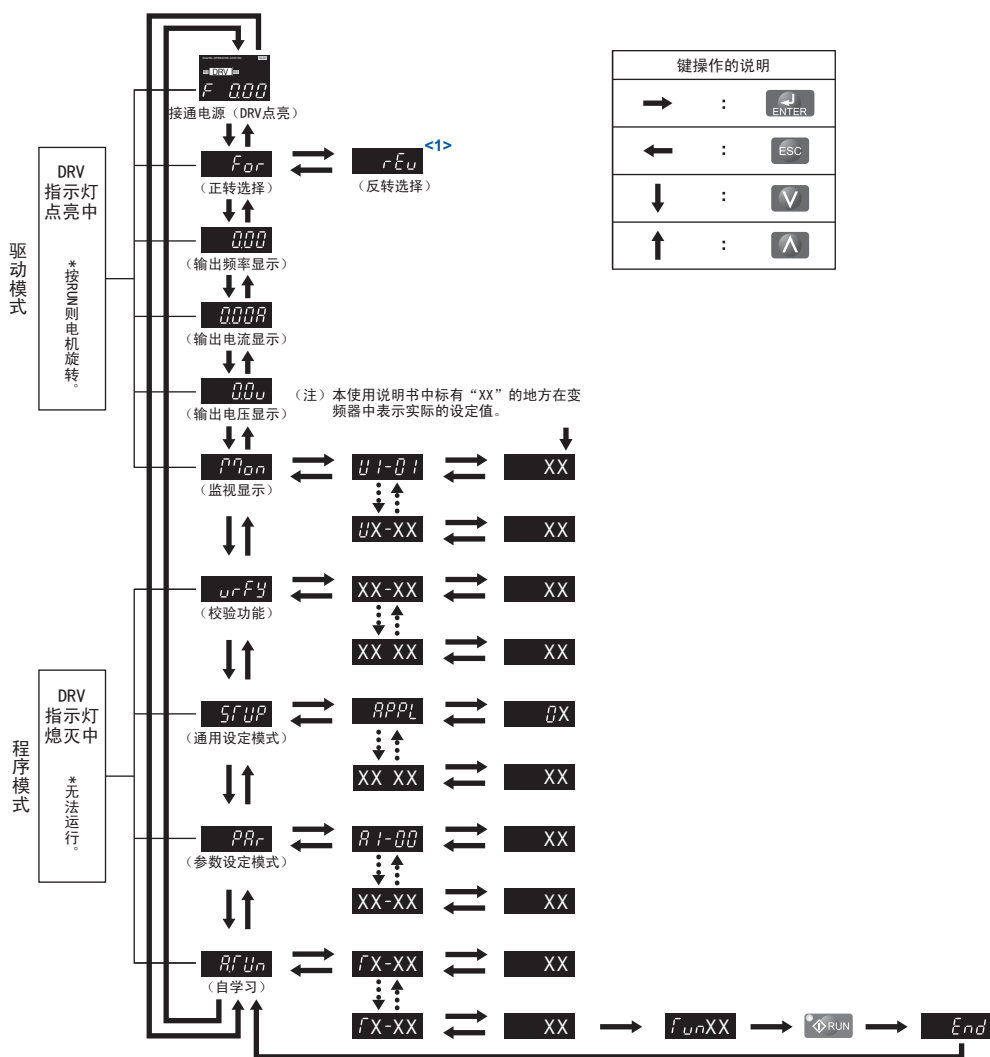 DRV
F 0.00
接通电源（DRV点亮）
键操作的说明
→ : ENTER
← : ESC
↓ : ∨
↑ : ∧
驱动模式
DRV
指示灯
点亮中
*按RUN则电机旋转。
For
（正转选择）
rEv
<1>
（反转选择）
0.00
（输出频率显示）
0.00A
（输出电流显示）
0.0v
（输出电压显示）
（注）本使用说明书中标有“XX”的地方在变
频器中表示实际的设定值。
Mon
（监视显示）
U1-01
XX
UX-XX
XX
程序模式
DRV
指示灯
熄灭中
*无法运行。
vrFY
（校验功能）
XX-XX
XX
XX XX
XX
STUP
（通用设定模式）
APPL
0X
XX XX
XX
PAr
（参数设定模式）
A1-00
XX
XX-XX
XX
A.TUn
（自学习）
TX-XX
XX
TX-XX
XX
TunXX
RUN
End